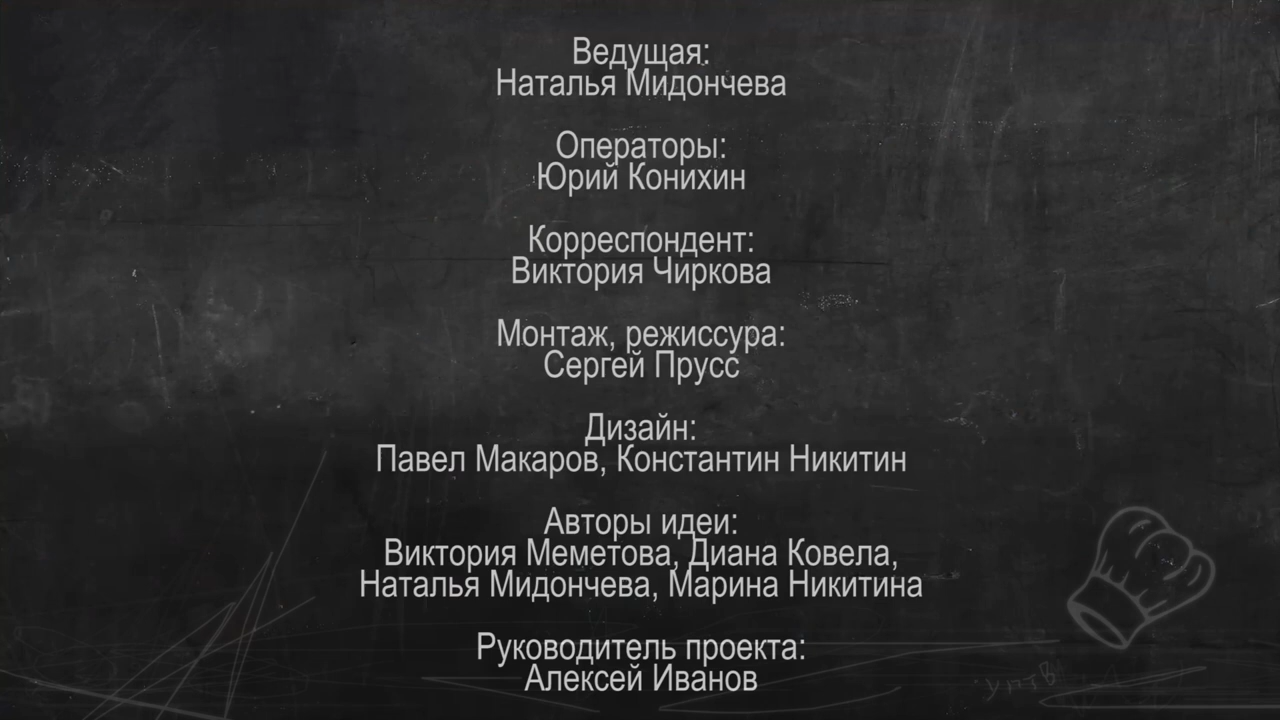 Ведущая:
Наталья Мидончева
Операторы:
Юрий Конихин
Корреспондент:
Виктория Чиркова
Монтаж, режиссура:
Сергей Прусс
Дизайн:
Павел Макаров, Константин Никитин
Авторы идеи:
Виктория Меметова, Диана Ковела,
Наталья Мидончева, Марина Никитина
Руководитель проекта:
Алексей Иванов